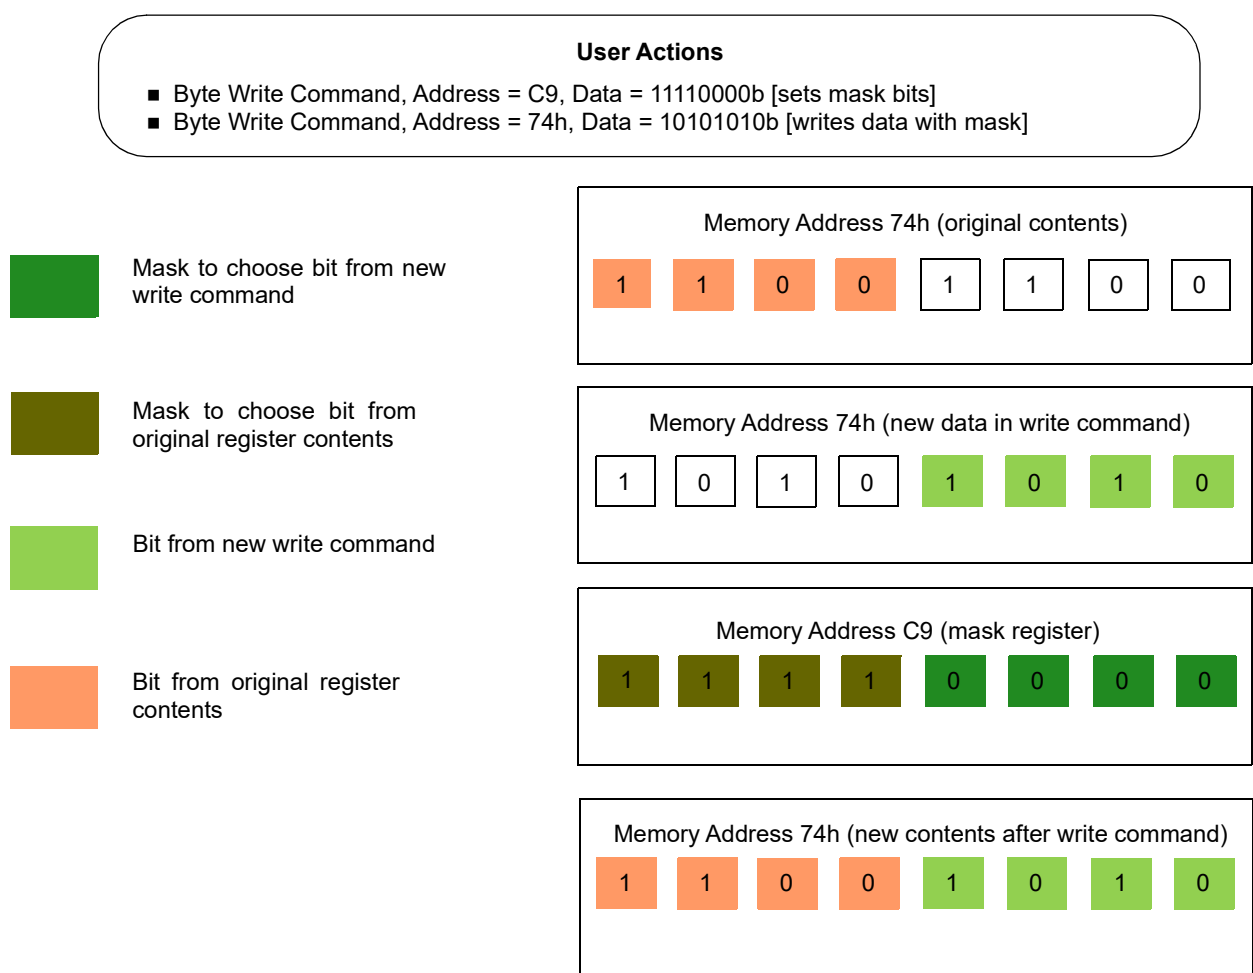 User Actions
■ Byte Write Command, Address = C9, Data = 11110000b [sets mask bits]
■ Byte Write Command, Address = 74h, Data = 10101010b [writes data with mask]
Mask to choose bit from new
write command
Mask to choose bit from
original register contents
Bit from new write command
Bit from original register
contents
Memory Address 74h (original contents)
1 1 0 0 1 1 0 0
Memory Address 74h (new data in write command)
1 0 1 0 1 0 1 0
Memory Address C9 (mask register)
1 1 1 1 0 0 0 0
Memory Address 74h (new contents after write command)
1 1 0 0 1 0 1 0